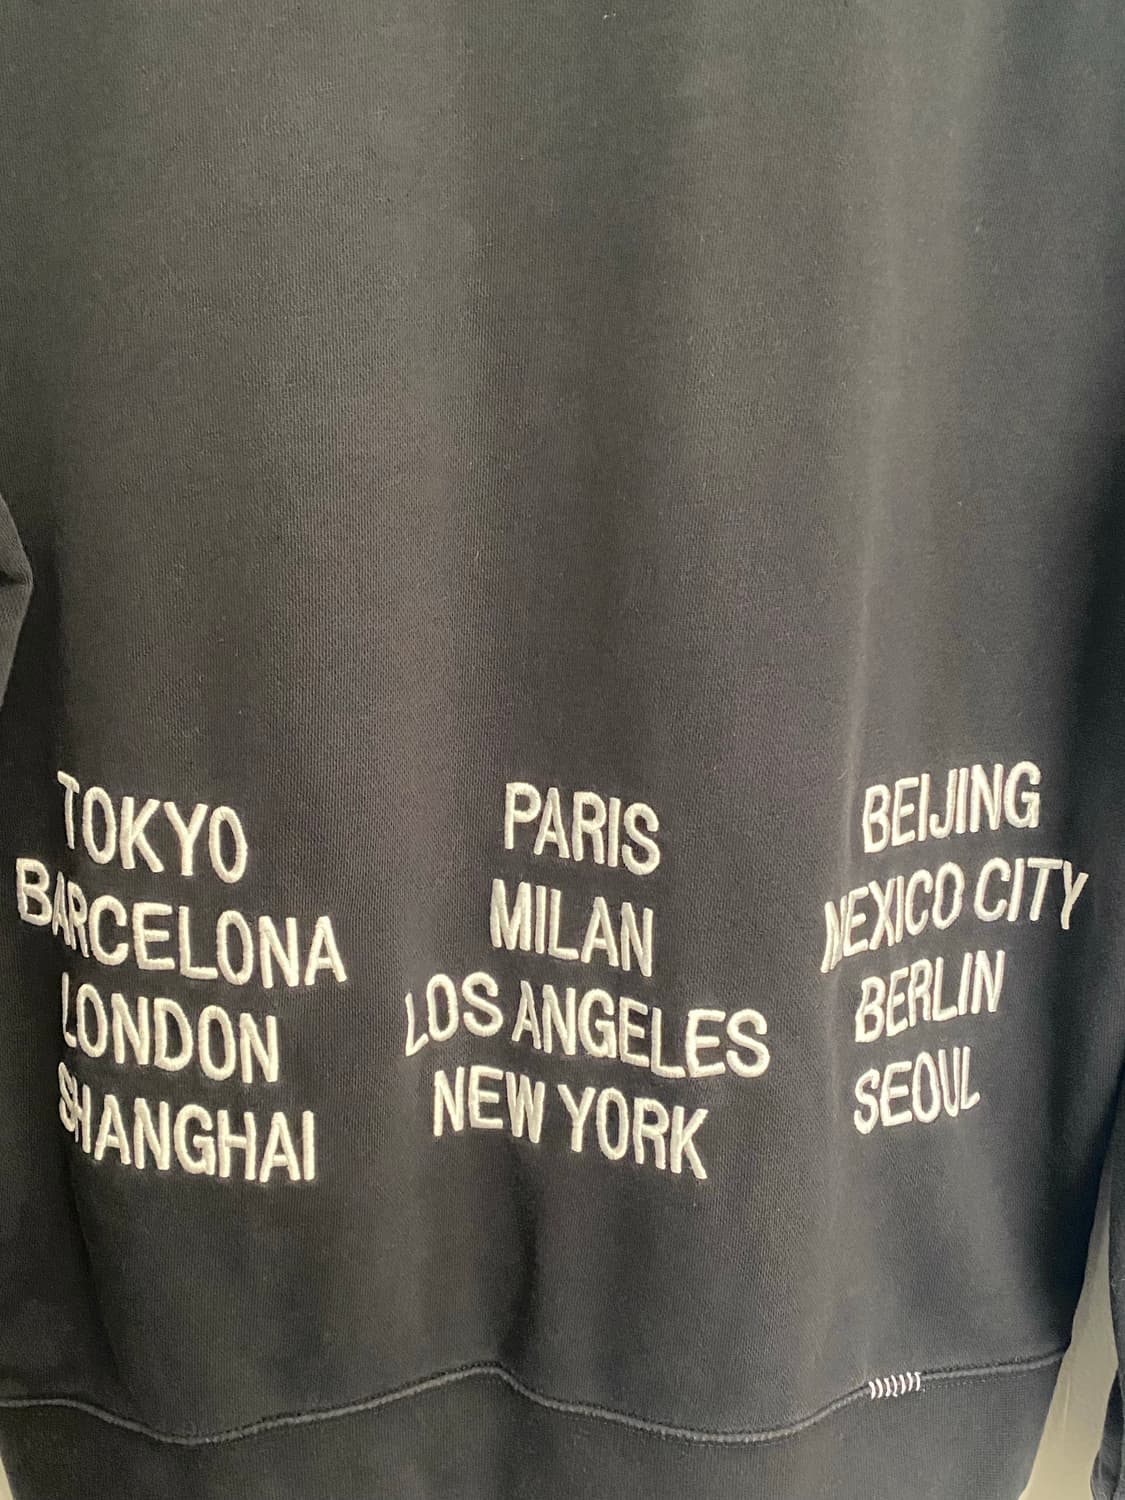 TOKYO
BARCELONA
LONDON
SHANGHAI
PARIS
MILAN
LOS ANGELES
NEW YORK
BEIJING
MEXICO CITY
BERLIN
SEOUL